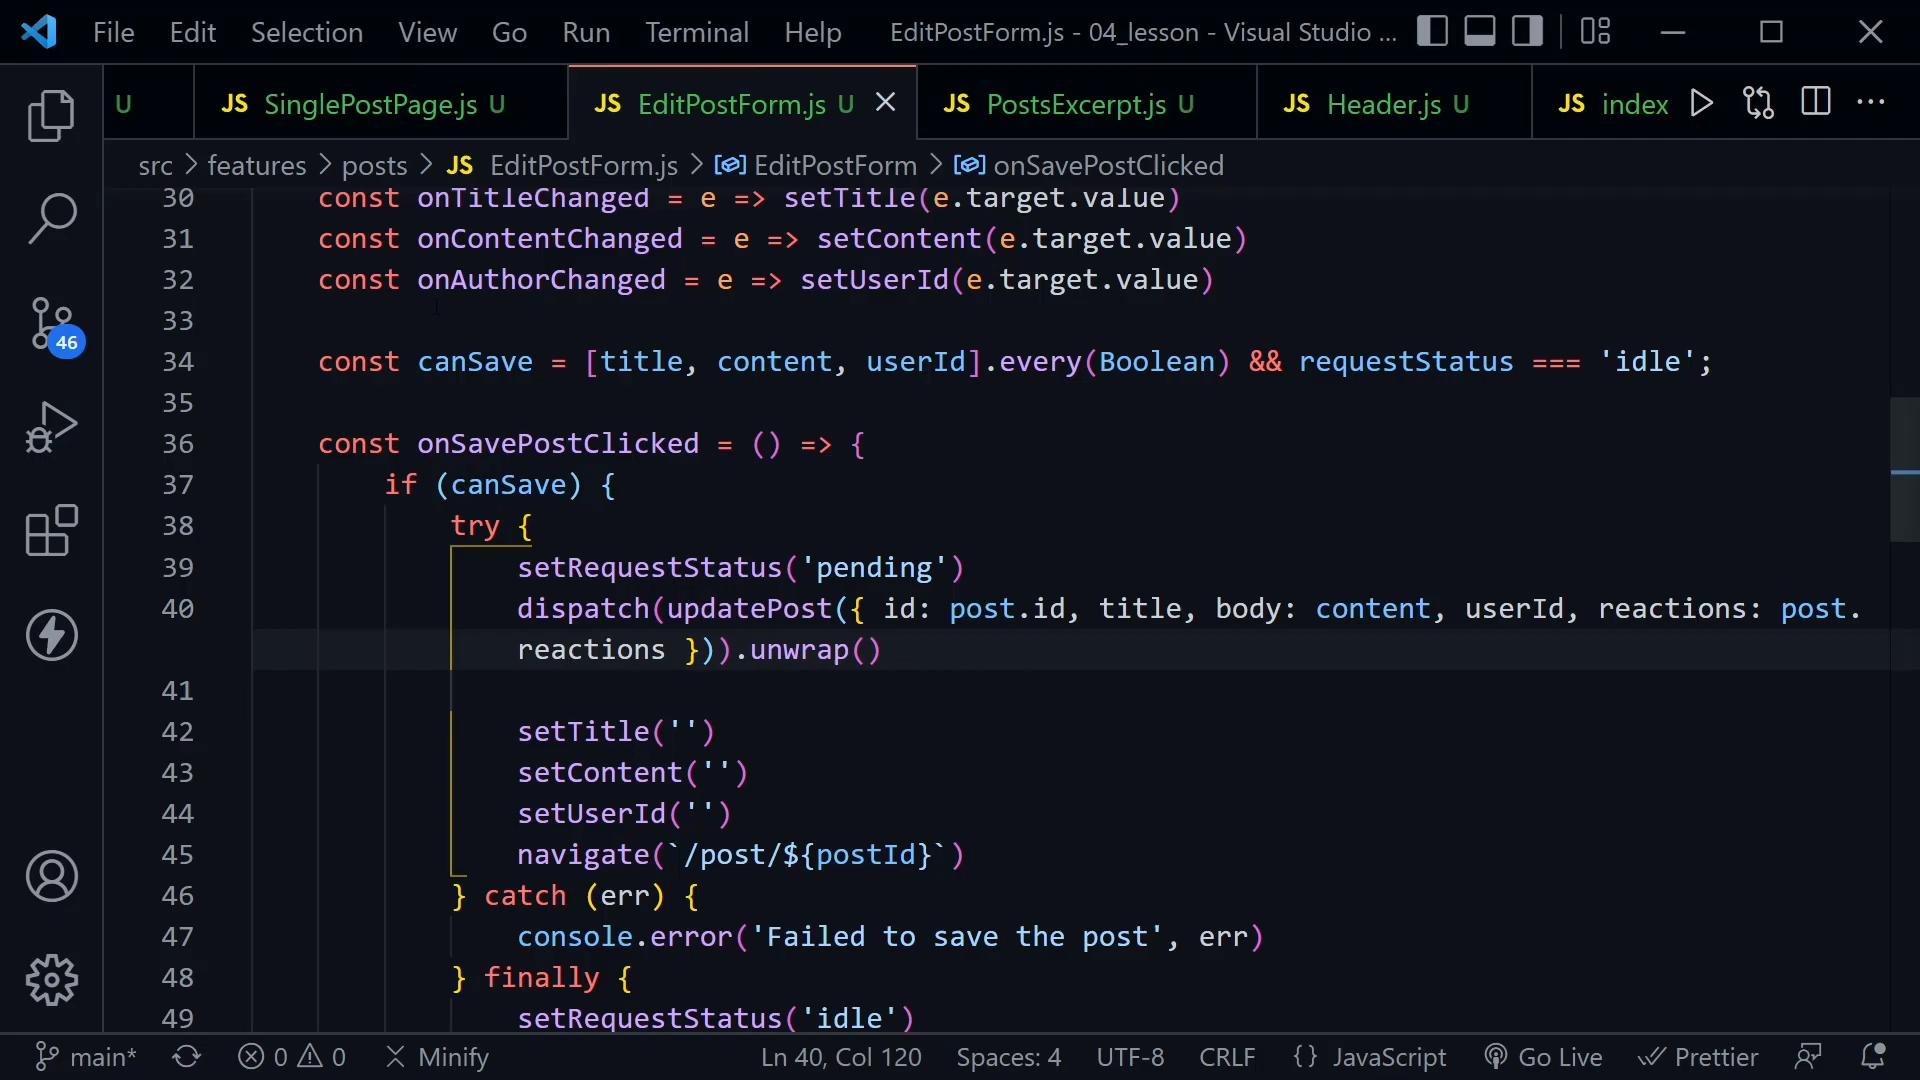 File Edit Selection View Go Run Terminal Help EditPostForm.js - 04_lesson - Visual Studio ...
U JS SinglePostPage.js U JS EditPostForm.js U JS PostsExcerpt.js U JS Header.js U JS index
src > features > posts > JS EditPostForm.js > EditPostForm > onSavePostClicked
30 const onTitleChanged = e => setTitle(e.target.value)
31 const onContentChanged = e => setContent(e.target.value)
32 const onAuthorChanged = e => setUserId(e.target.value)
33
34 const canSave = [title, content, userId].every(Boolean) && requestStatus === 'idle';
35
36 const onSavePostClicked = () => {
37 if (canSave) {
38 try {
39 setRequestStatus('pending')
40 dispatch(updatePost({ id: post.id, title, body: content, userId, reactions: post.
reactions })).unwrap()
41
42 setTitle('')
43 setContent('')
44 setUserId('')
45 navigate(`/post/${postId}`)
46 } catch (err) {
47 console.error('Failed to save the post', err)
48 } finally {
49 setRequestStatus('idle')
46
main* 0 0 Minify Ln 40, Col 120 Spaces: 4 UTF-8 CRLF {} JavaScript Go Live Prettier